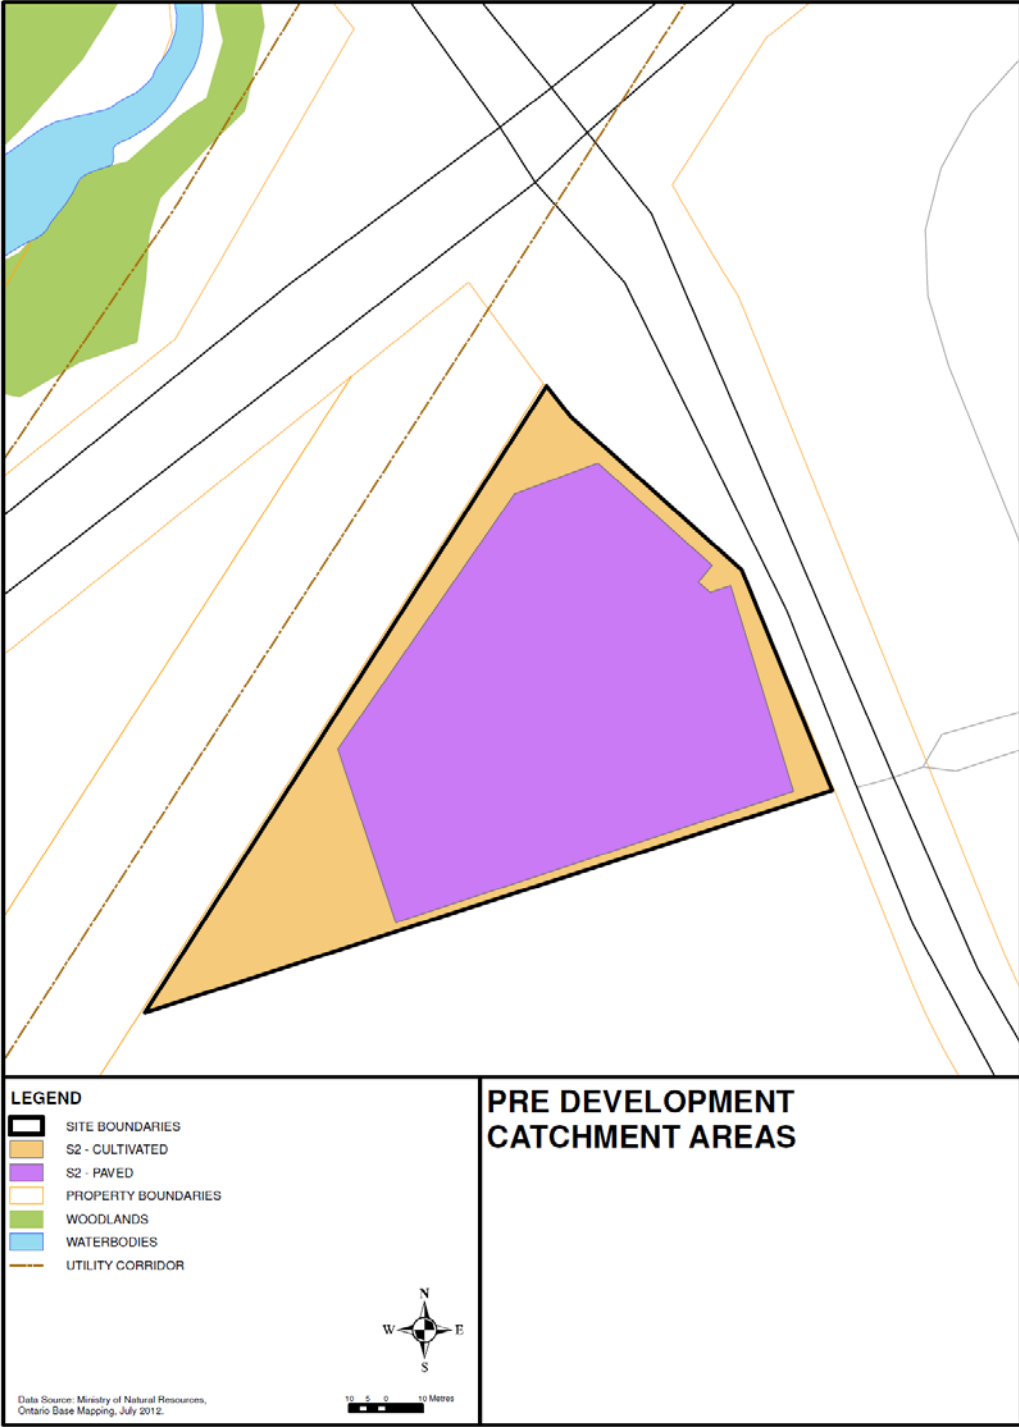 LEGEND
SITE BOUNDARIES
S2 - CULTIVATED
S2 - PAVED
PROPERTY BOUNDARIES
WOODLANDS
WATERBODIES
UTILITY CORRIDOR
N
W E
S
Data Source: Ministry of Natural Resources,
Ontario Base Mapping, July 2012.
10 5 0 10 Metres
PRE DEVELOPMENT
CATCHMENT AREAS